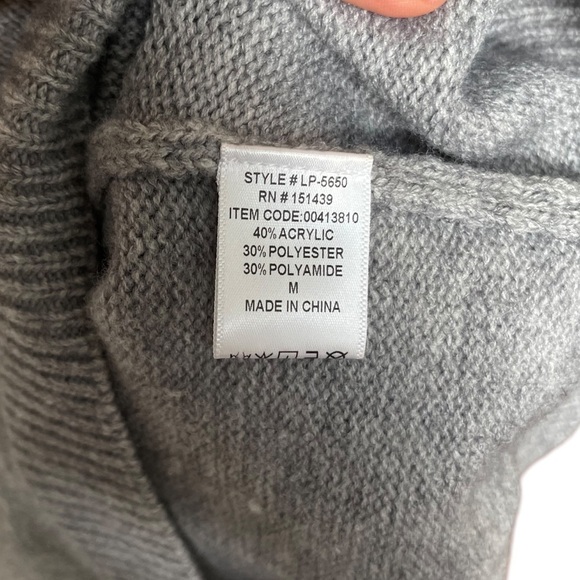 STYLE # LP-5650
RN # 151439
ITEM CODE:00413810
40% ACRYLIC
30% POLYESTER
30% POLYAMIDE
M
MADE IN CHINA